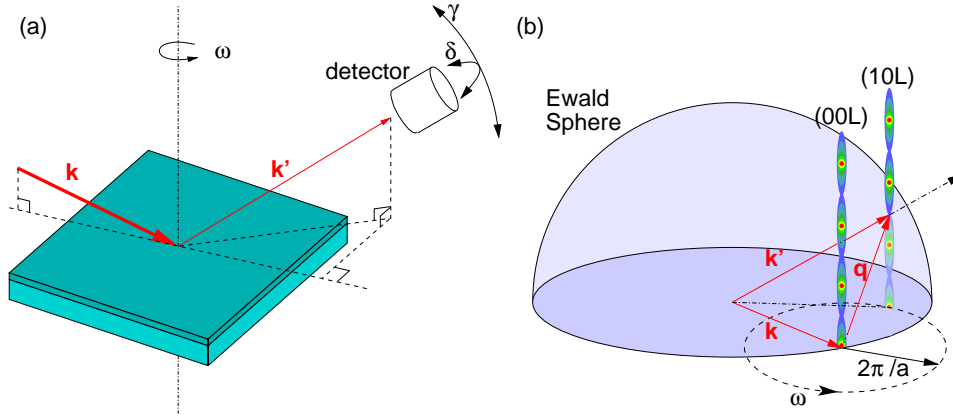 (a)
ω
γ
δ
detector
k
k’
(b)
Ewald
Sphere
(00L)
(10L)
k’
q
k
2π /a
ω